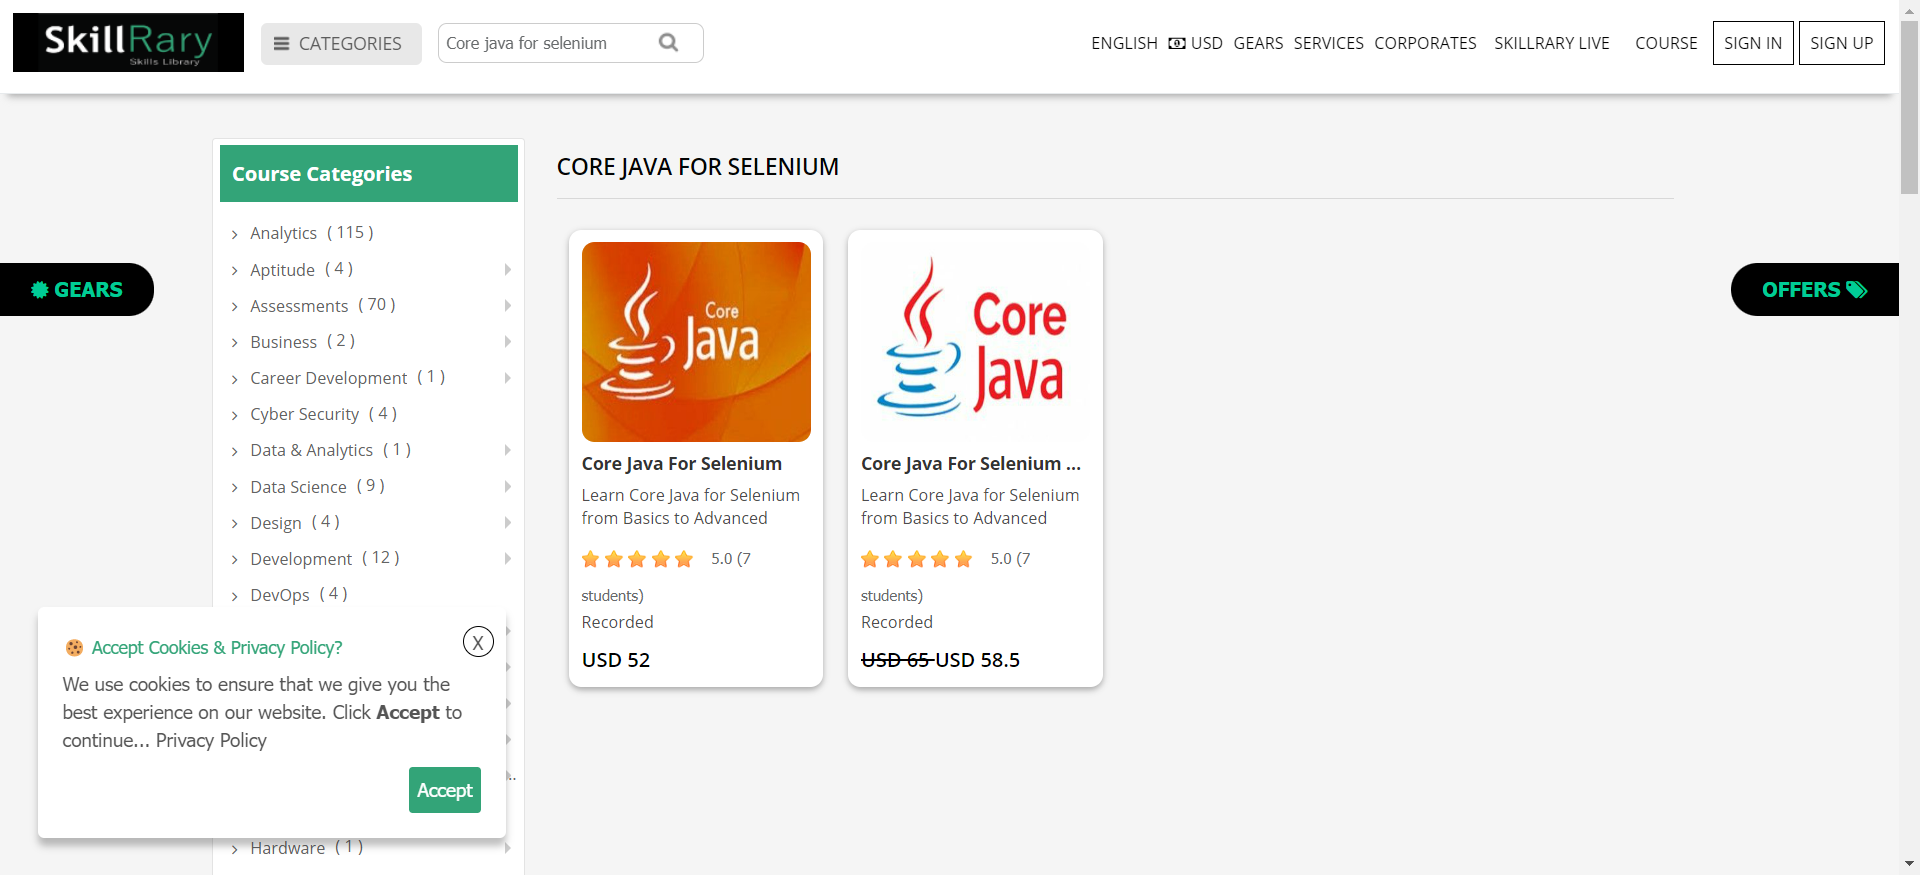 SkillRary
Skills Library
CATEGORIES
Core java for selenium
ENGLISH USD GEARS SERVICES CORPORATES SKILLRARY LIVE COURSE SIGN IN SIGN UP
Course Categories
Analytics ( 115 )
Aptitude ( 4 )
Assessments ( 70 )
Business ( 2 )
Career Development ( 1 )
Cyber Security ( 4 )
Data & Analytics ( 1 )
Data Science ( 9 )
Design ( 4 )
Development ( 12 )
DevOps ( 4 )
..
Hardware ( 1 )
GEARS
CORE JAVA FOR SELENIUM
Core
Java
Core Java For Selenium
Learn Core Java for Selenium
from Basics to Advanced
5.0 (7
students)
Recorded
USD 52
Core
Java
Core Java For Selenium ...
Learn Core Java for Selenium
from Basics to Advanced
5.0 (7
students)
Recorded
USD 65 USD 58.5
OFFERS
Accept Cookies & Privacy Policy?
X
We use cookies to ensure that we give you the
best experience on our website. Click Accept to
continue... Privacy Policy
Accept